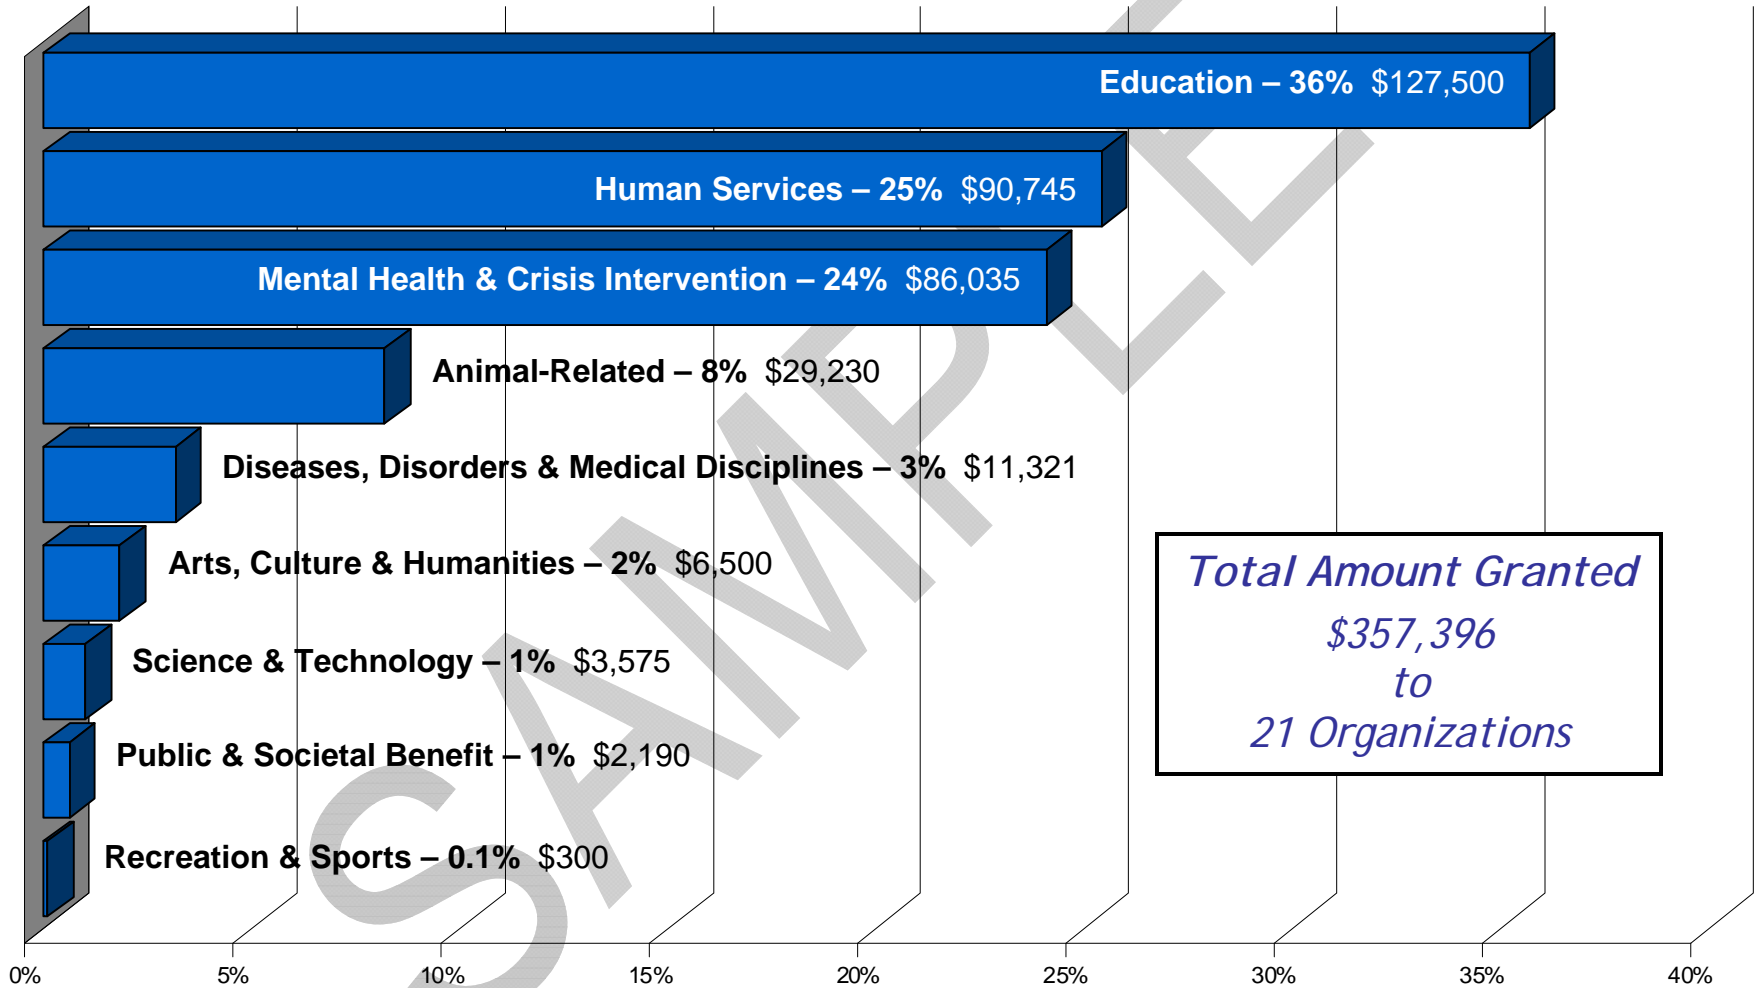 Education – 36% $127,500
Human Services – 25% $90,745
Mental Health & Crisis Intervention – 24% $86,035
Animal-Related – 8% $29,230
Diseases, Disorders & Medical Disciplines – 3% $11,321
Arts, Culture & Humanities – 2% $6,500
Science & Technology – 1% $3,575
Public & Societal Benefit – 1% $2,190
Recreation & Sports – 0.1% $300
Total Amount Granted
$357,396
to
21 Organizations
0% 5% 10% 15% 20% 25% 30% 35% 40%
SAMPLE